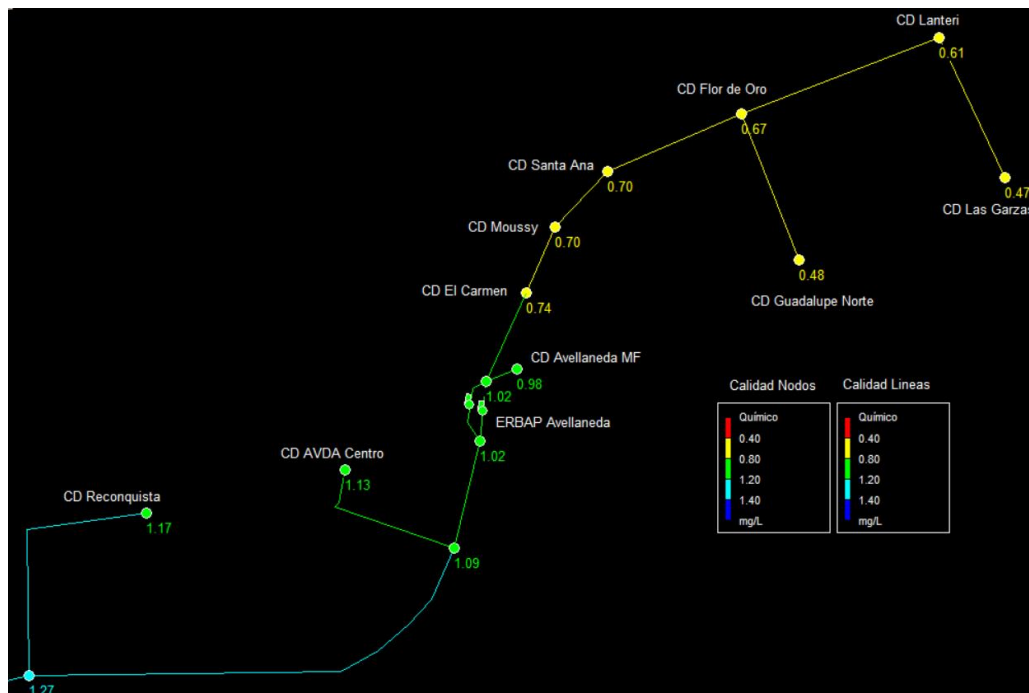 CD Lanteri
0.61
CD Flor de Oro
0.67
CD Santa Ana
0.70
0.47
CD Las Garzas
CD Moussy
0.70
0.48
CD Guadalupe Norte
CD El Carmen
0.74
CD Avellaneda MF
0.98
1.02
ERBAP Avellaneda
1.02
CD AVDA Centro
1.13
CD Reconquista
1.17
1.09
1.27
Calidad Nodos
Químico
0.40
0.80
1.20
1.40
mg/L
Calidad Lineas
Químico
0.40
0.80
1.20
1.40
mg/L